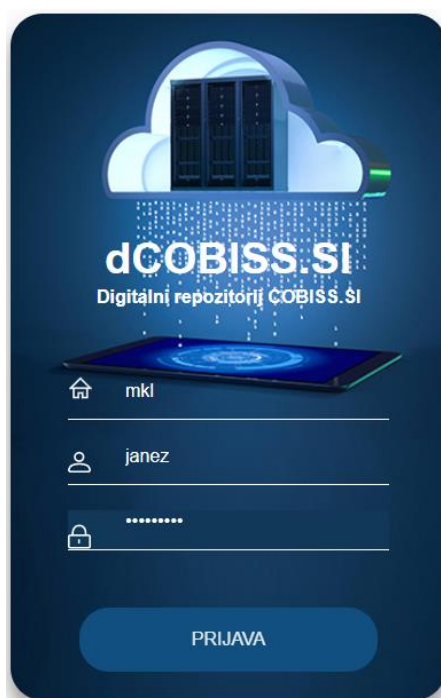 dCOBISS.SI
Digitalni repozitorij COBISS.SI
mkl
janez
•••••••••
PRIJAVA